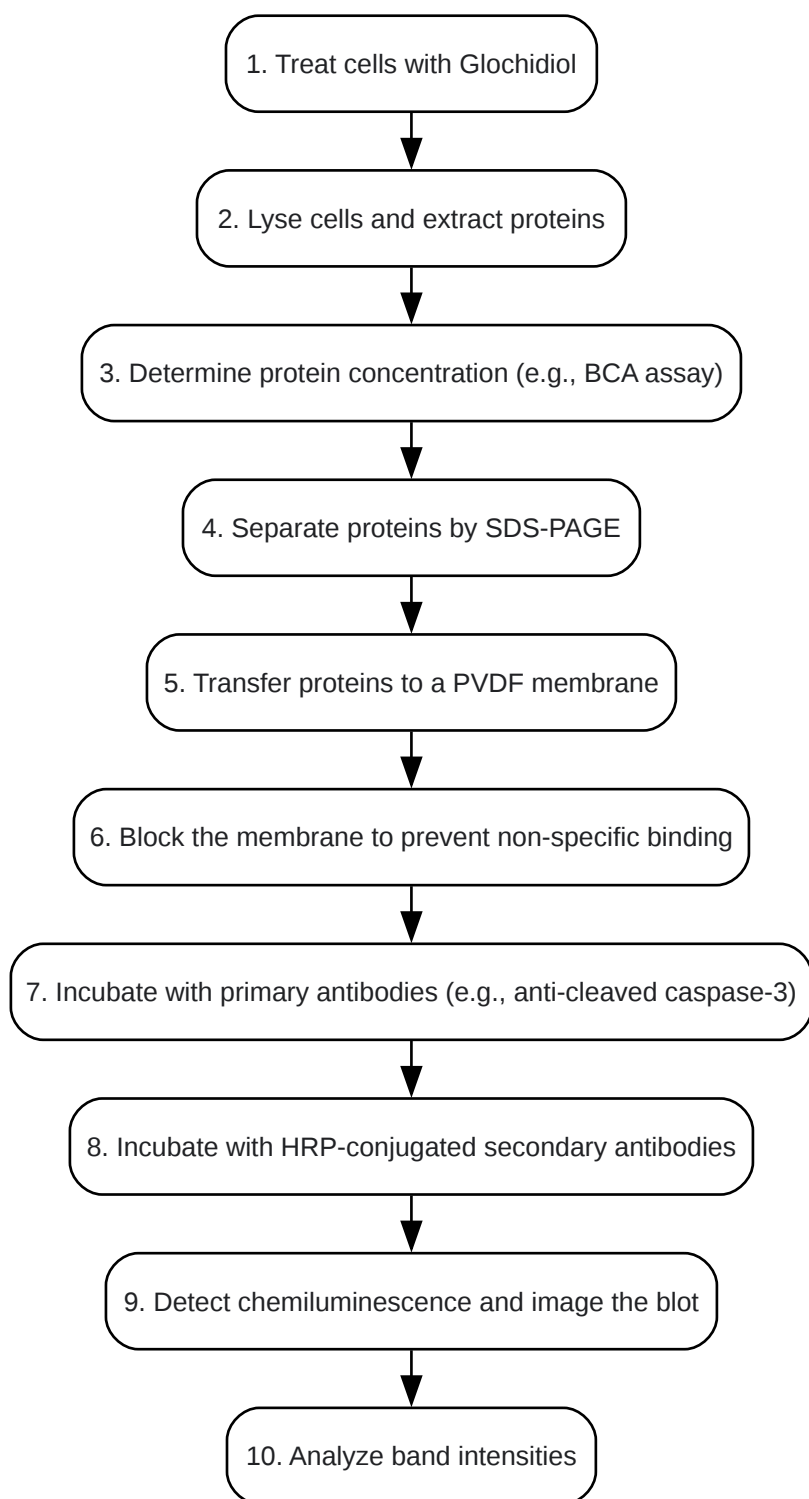 1. Treat cells with Glochidiol
2. Lyse cells and extract proteins
3. Determine protein concentration (e.g., BCA assay)
4. Separate proteins by SDS-PAGE
5. Transfer proteins to a PVDF membrane
6. Block the membrane to prevent non-specific binding
7. Incubate with primary antibodies (e.g., anti-cleaved caspase-3)
8. Incubate with HRP-conjugated secondary antibodies
9. Detect chemiluminescence and image the blot
10. Analyze band intensities